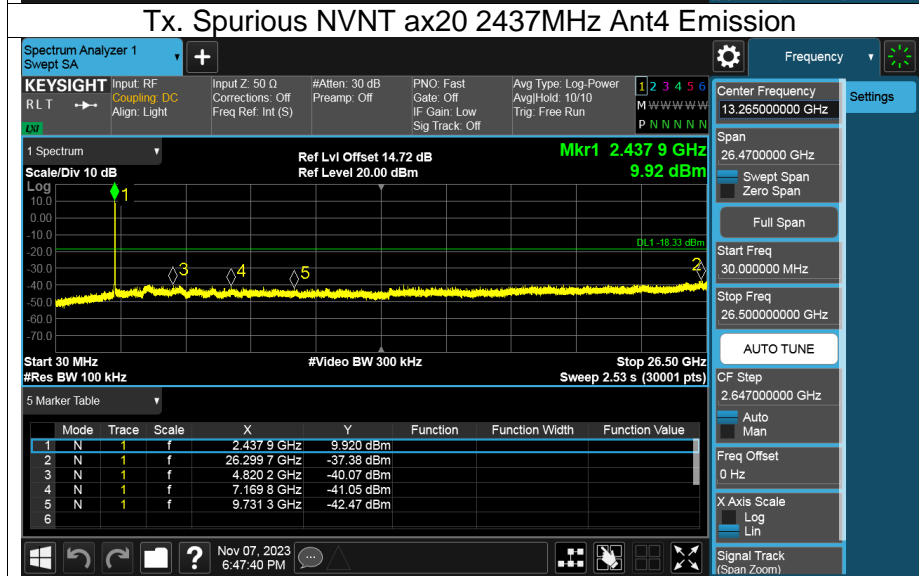 Tx. Spurious NVNT ax20 2437MHz Ant4 Emission
Spectrum Analyzer 1
Swept SA
+
Frequency
KEYSIGHT Input: RF Input Z: 50 Ω #Atten: 30 dB PNO: Fast Avg Type: Log-Power 1 2 3 4 5 6
R L T Coupling: DC Corrections: Off Preamp: Off Gate: Off Avg|Hold: 10/10 M W W W W W
Align: Light Freq Ref: Int (S) IF Gain: Low Trig: Free Run
LXI Sig Track: Off P N N N N N
1 Spectrum
Ref Lvl Offset 14.72 dB
Mkr1 2.437 9 GHz
Scale/Div 10 dB Ref Level 20.00 dBm 9.92 dBm
Log
10.0
0.00
-10.0
-20.0
-30.0
-40.0
-50.0
-60.0
-70.0
1
DL1 -18.33 dBm
3
4
5
2
Start 30 MHz #Video BW 300 kHz Stop 26.50 GHz
#Res BW 100 kHz Sweep 2.53 s (30001 pts)
5 Marker Table
Mode Trace Scale X Y Function Function Width Function Value
1 N 1 f 2.437 9 GHz 9.920 dBm
2 N 1 f 26.299 7 GHz -37.38 dBm
3 N 1 f 4.820 2 GHz -40.07 dBm
4 N 1 f 7.169 8 GHz -41.05 dBm
5 N 1 f 9.731 3 GHz -42.47 dBm
6
?
Nov 07, 2023
6:47:40 PM
Center Frequency
13.265000000 GHz
Settings
Span
26.4700000 GHz
Swept Span
Zero Span
Full Span
Start Freq
30.000000 MHz
Stop Freq
26.500000000 GHz
AUTO TUNE
CF Step
2.647000000 GHz
Auto
Man
Freq Offset
0 Hz
X Axis Scale
Log
Lin
Signal Track
(Span Zoom)